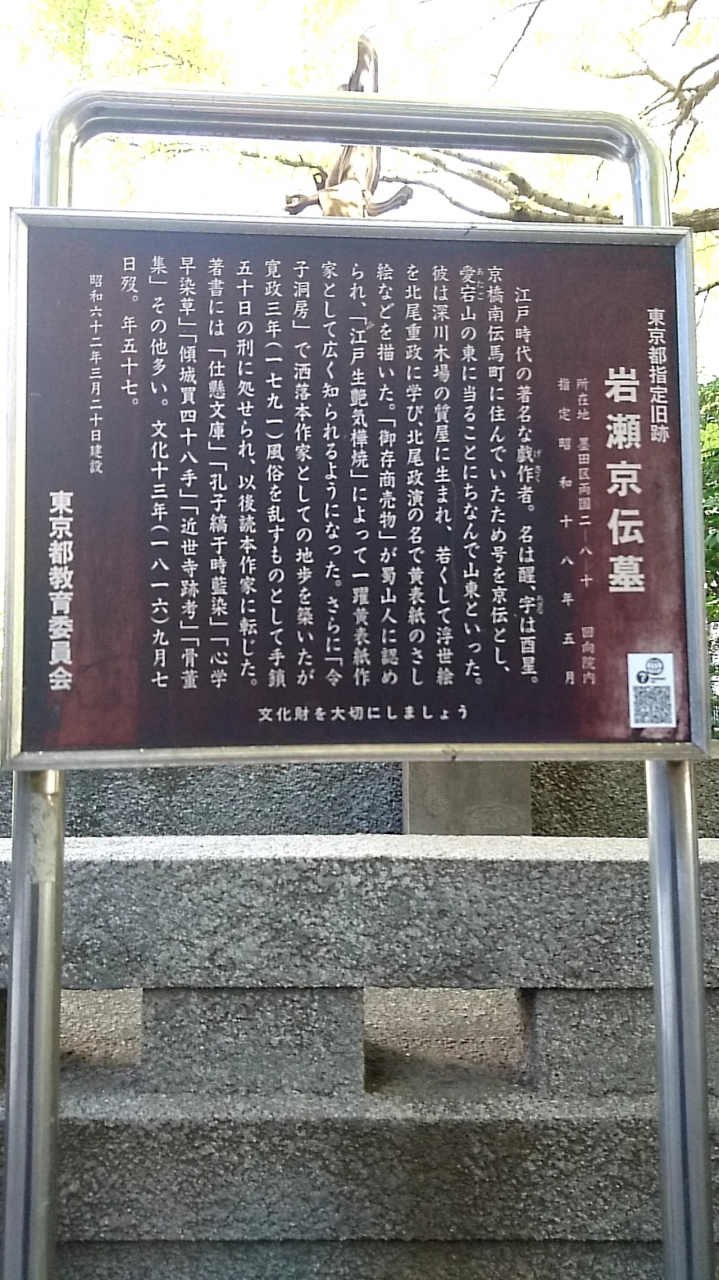 東京都指定旧跡
岩瀬京伝墓
所在地 墨田区両国二―八―十 回向院内
指定 昭和十八年五月
江戸時代の著名な戯作者。名は醒、字は酉星。
京橋南伝馬町に住んでいたため号を京伝とし、
愛宕山の東に当ることにちなんで山東といった。
彼は深川木場の質屋に生まれ、若くして浮世絵
を北尾重政に学び、北尾政演の名で黄表紙のさし
絵などを描いた。「御存商売物」が蜀山人に認め
られ、「江戸生艶気樺焼」によって一躍黄表紙作
家として広く知られるようになった。さらに「令
子洞房」で洒落本作家としての地歩を築いたが
寛政三年(一七九一)風俗を乱すものとして手鎖
五十日の刑に処せられ、以後読本作家に転じた。
著書には「仕懸文庫」「孔子縞于時藍染」「心学
早染草」「傾城買四十八手」「近世奇跡考」「骨董
集」その他多い。文化十三年(一八一六)九月七
日歿。年五十七。
昭和六十二年三月二十日建設
東京都教育委員会
文化財を大切にしましょう